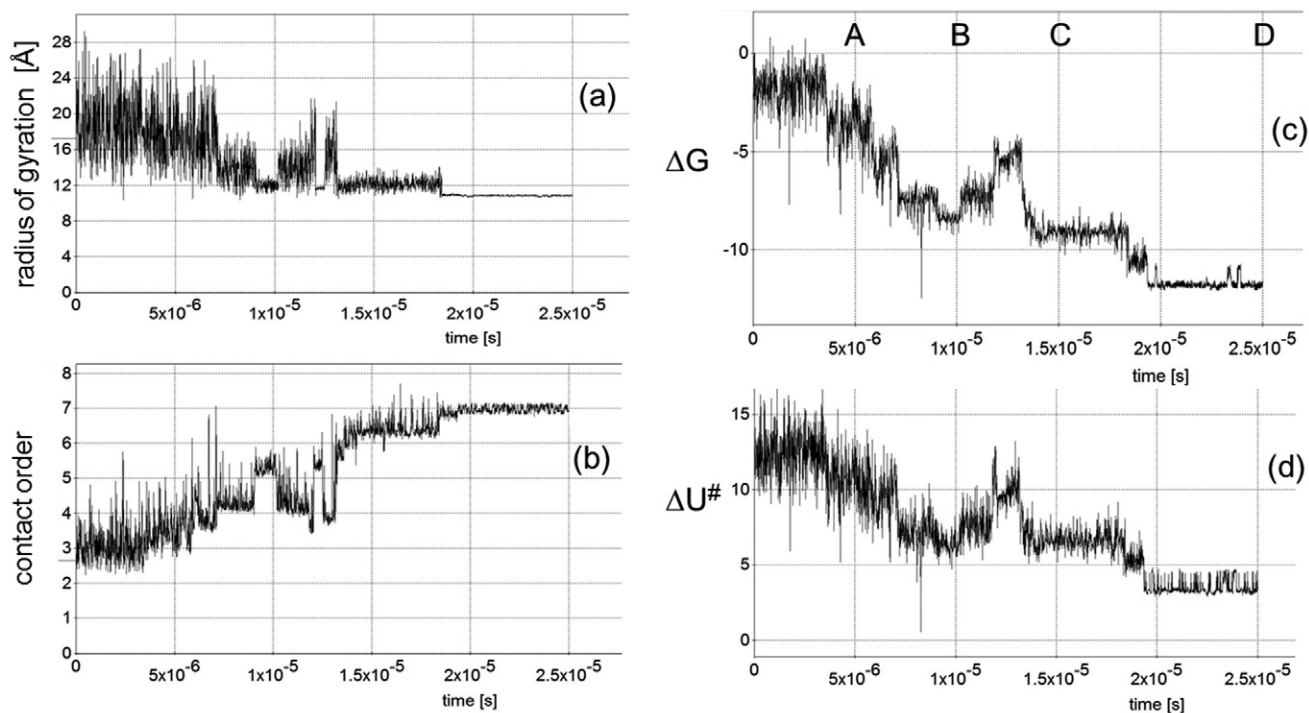 radius of gyration [Å]
28
24
20
16
12
8
4
0
(a)
0 5x10⁻⁶ 1x10⁻⁵ 1.5x10⁻⁵ 2x10⁻⁵ 2.5x10⁻⁵
time [s]
contact order
8
7
6
5
4
3
2
1
0
(b)
0 5x10⁻⁶ 1x10⁻⁵ 1.5x10⁻⁵ 2x10⁻⁵ 2.5x10⁻⁵
time [s]
A B C D
ΔG
0
-5
-10
(c)
0 5x10⁻⁶ 1x10⁻⁵ 1.5x10⁻⁵ 2x10⁻⁵ 2.5x10⁻⁵
time [s]
ΔU#
15
10
5
0
(d)
0 5x10⁻⁶ 1x10⁻⁵ 1.5x10⁻⁵ 2x10⁻⁵ 2.5x10⁻⁵
time [s]